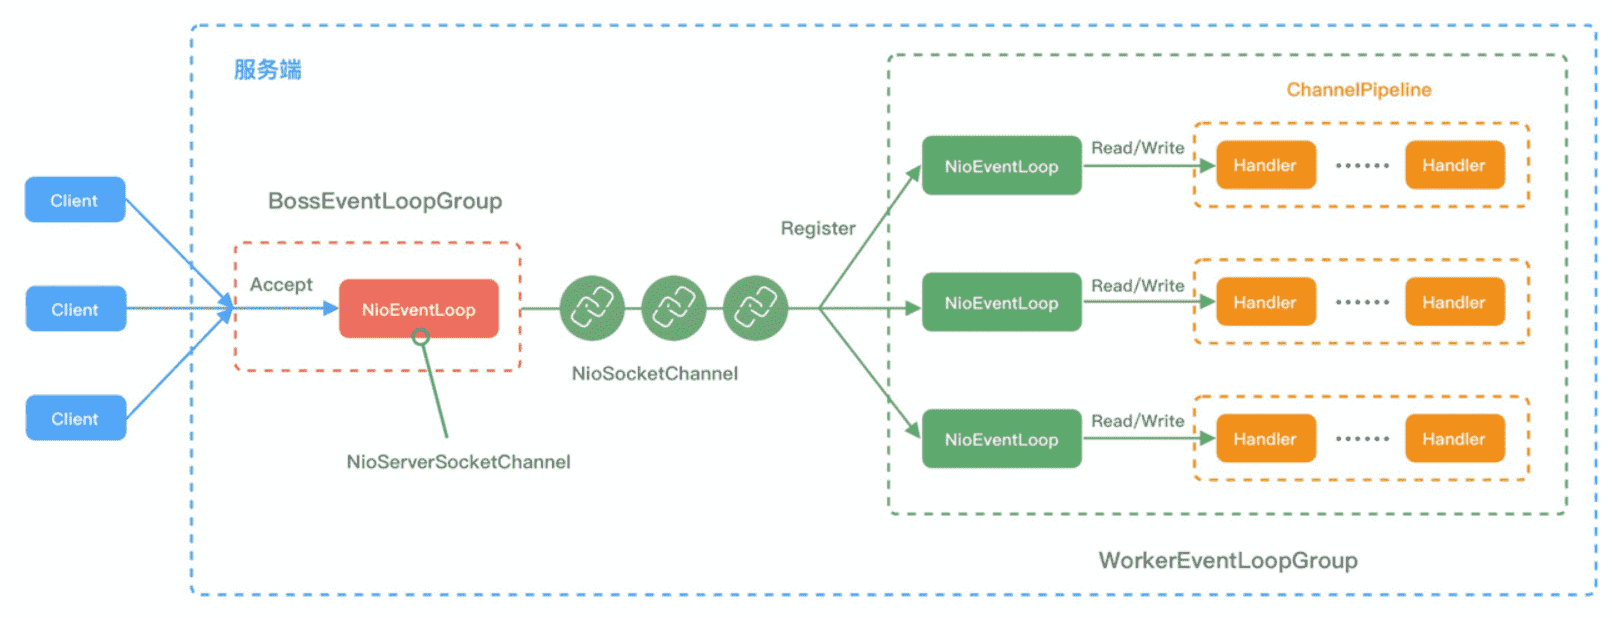 服务端
ChannelPipeline
NioEventLoop
Read/Write
Handler
······
Handler
Client
BossEventLoopGroup
Register
Accept
NioEventLoop
Client
NioEventLoop
Read/Write
Handler
······
Handler
NioSocketChannel
Client
NioEventLoop
Read/Write
Handler
······
Handler
NioServerSocketChannel
WorkerEventLoopGroup